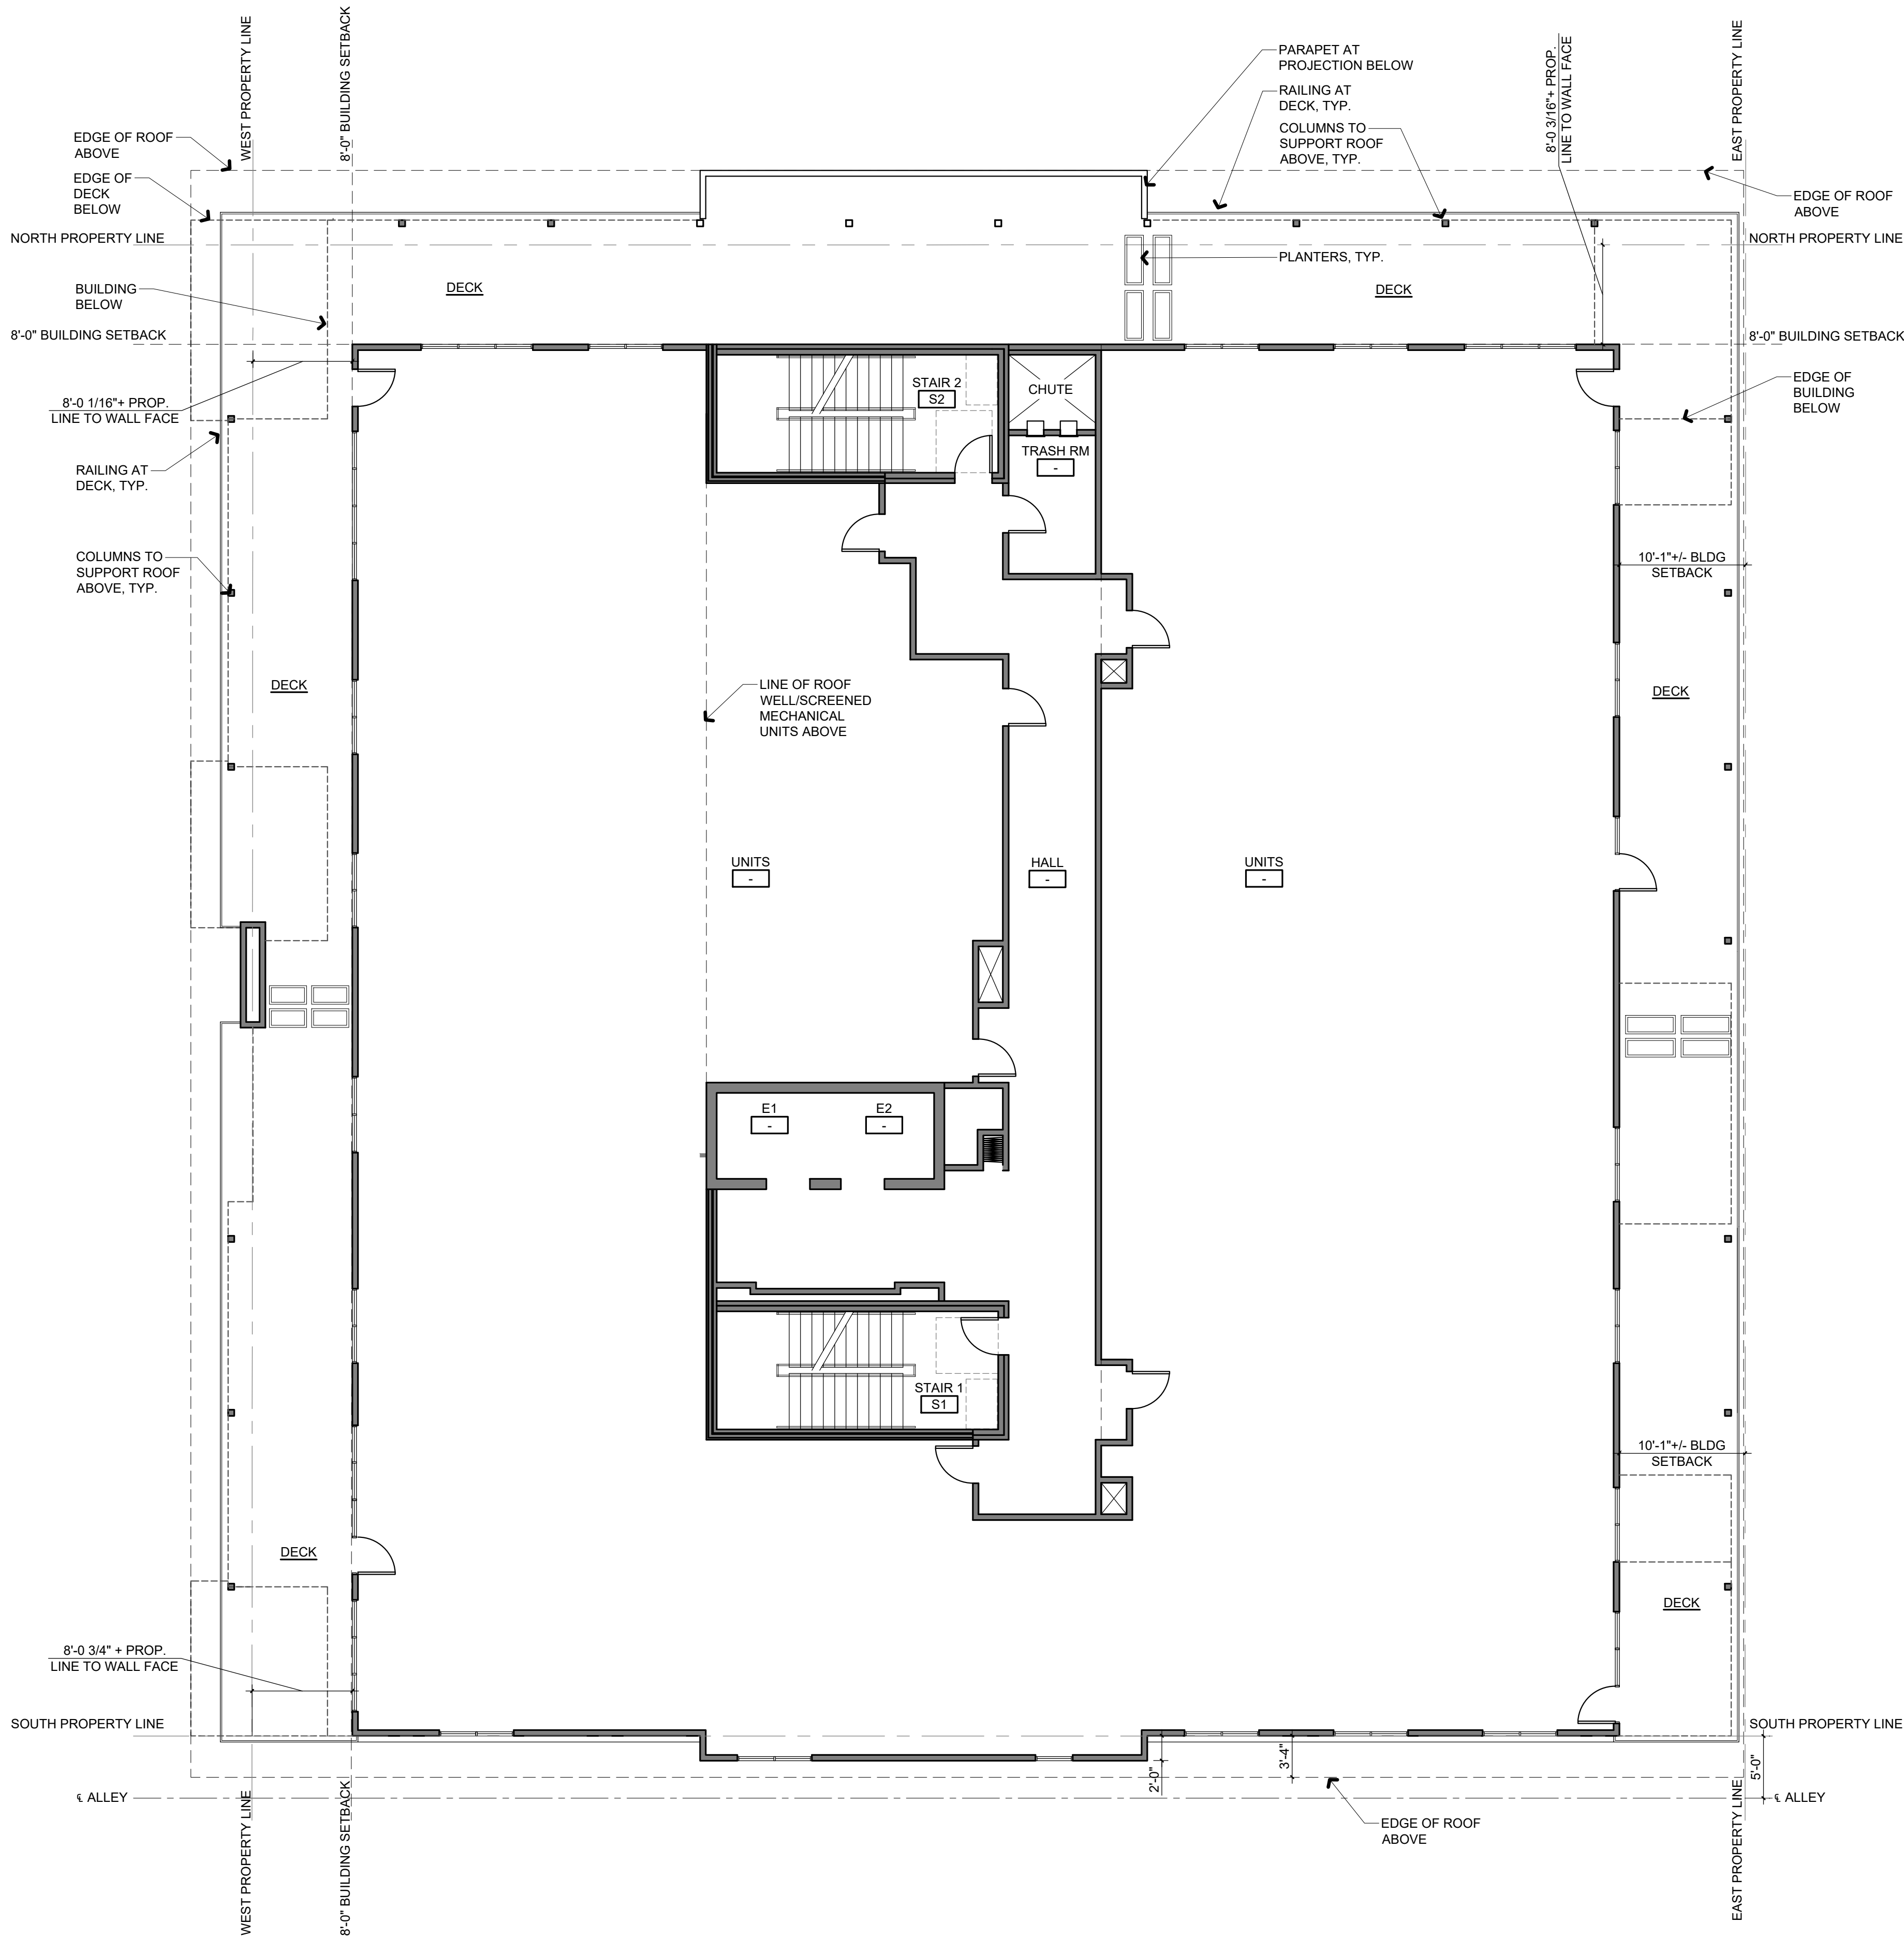 WEST PROPERTY LINE
8'-0" BUILDING SETBACK
EAST PROPERTY LINE
8'-0 3/16"+ PROP.
LINE TO WALL FACE
PARAPET AT
PROJECTION BELOW
RAILING AT
DECK, TYP.
COLUMNS TO
SUPPORT ROOF
ABOVE, TYP.
EDGE OF ROOF
ABOVE
EDGE OF
DECK
BELOW
EDGE OF ROOF
ABOVE
NORTH PROPERTY LINE
NORTH PROPERTY LINE
PLANTERS, TYP.
DECK
DECK
BUILDING
BELOW
8'-0" BUILDING SETBACK
8'-0" BUILDING SETBACK
8'-0 1/16"+ PROP.
LINE TO WALL FACE
STAIR 2
S2
CHUTE
TRASH RM
-
EDGE OF
BUILDING
BELOW
RAILING AT
DECK, TYP.
COLUMNS TO
SUPPORT ROOF
ABOVE, TYP.
10'-1"+/- BLDG
SETBACK
DECK
LINE OF ROOF
WELL/SCREENED
MECHANICAL
UNITS ABOVE
DECK
UNITS
-
HALL
-
UNITS
-
E1
-
E2
-
STAIR 1
S1
10'-1"+/- BLDG
SETBACK
DECK
DECK
8'-0 3/4" + PROP.
LINE TO WALL FACE
SOUTH PROPERTY LINE
SOUTH PROPERTY LINE
2'-0"
3'-4"
5'-0"
℄ ALLEY
℄ ALLEY
EDGE OF ROOF
ABOVE
WEST PROPERTY LINE
8'-0" BUILDING SETBACK
EAST PROPERTY LINE